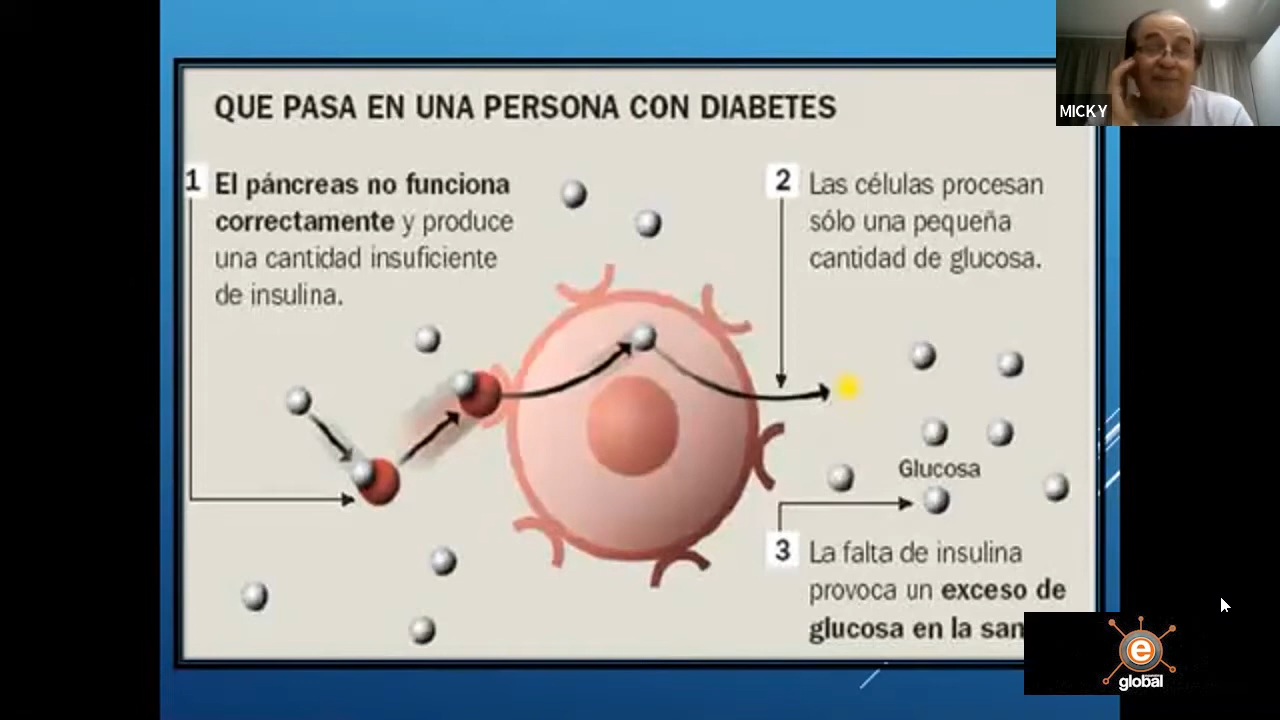 QUE PASA EN UNA PERSONA CON DIABETES
MICKY
1 El páncreas no funciona
correctamente y produce
una cantidad insuficiente
de insulina.
2 Las células procesan
sólo una pequeña
cantidad de glucosa.
Glucosa
3 La falta de insulina
provoca un exceso de
glucosa en la san
e
global